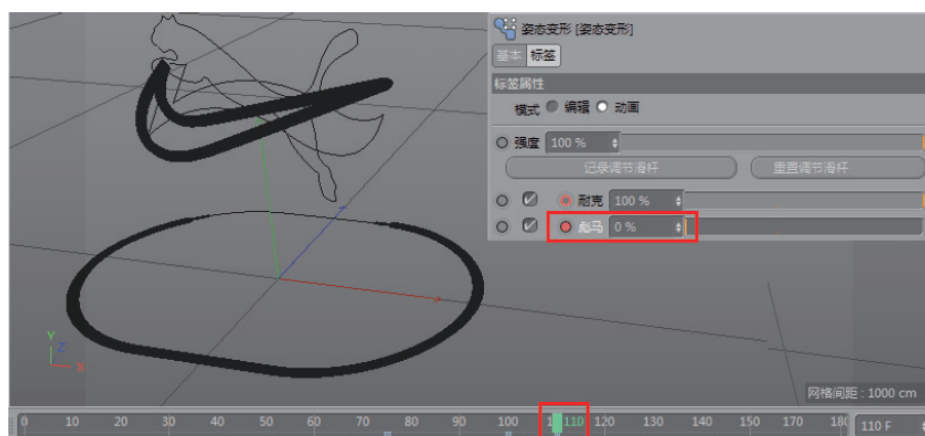 姿态变形 [姿态变形]
基本 标签
标签属性
模式 编辑 动画
强度 100 %
记录调节滑杆 重置调节滑杆
耐克 100 %
彪马 0 %
Y
Z
X
网格间距 : 1000 cm
0 10 20 30 40 50 60 70 80 90 100 110 120 130 140 150 160 170 180 110 F